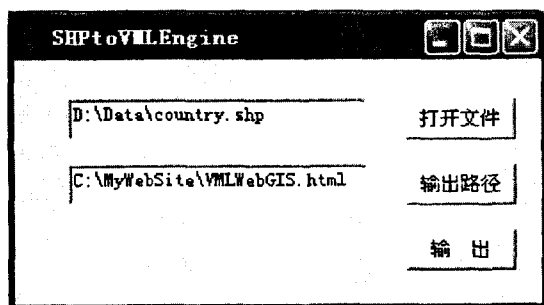 SHPtoVMLEngine
D:\Data\country.shp 打开文件
C:\MyWebSite\VMLWebGIS.html 输出路径
输 出